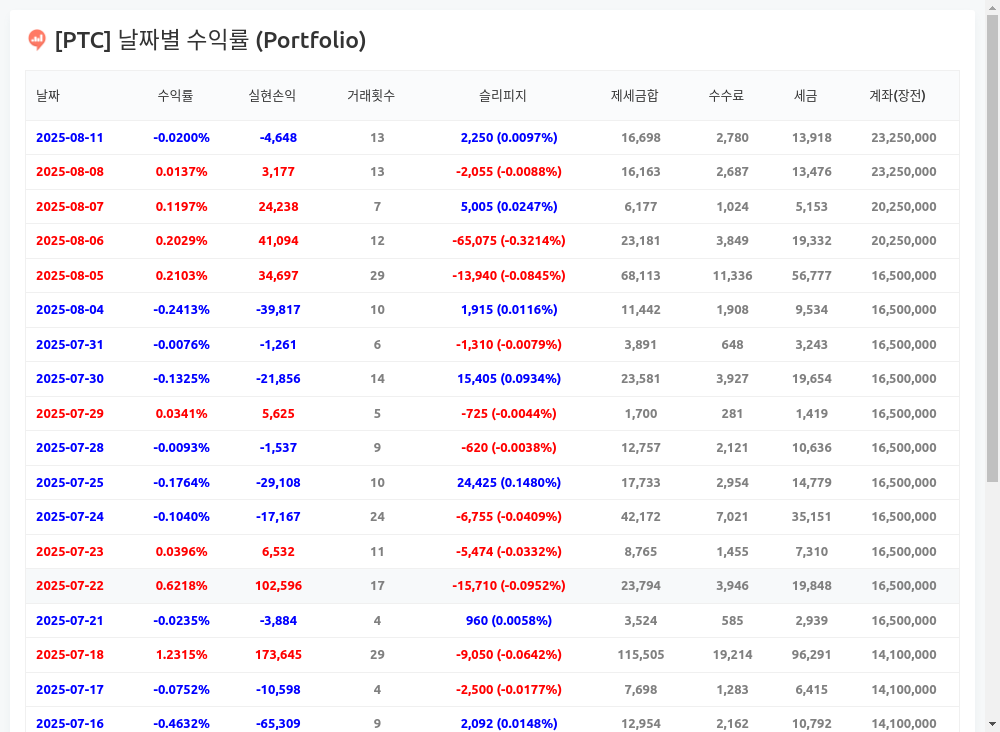 [PTC] 날짜별 수익률 (Portfolio)
날짜 수익률 실현손익 거래횟수 슬리피지 제세금합 수수료 세금 계좌(장전)
2025-08-11 -0.0200% -4,648 13 2,250 (0.0097%) 16,698 2,780 13,918 23,250,000
2025-08-08 0.0137% 3,177 13 -2,055 (-0.0088%) 16,163 2,687 13,476 23,250,000
2025-08-07 0.1197% 24,238 7 5,005 (0.0247%) 6,177 1,024 5,153 20,250,000
2025-08-06 0.2029% 41,094 12 -65,075 (-0.3214%) 23,181 3,849 19,332 20,250,000
2025-08-05 0.2103% 34,697 29 -13,940 (-0.0845%) 68,113 11,336 56,777 16,500,000
2025-08-04 -0.2413% -39,817 10 1,915 (0.0116%) 11,442 1,908 9,534 16,500,000
2025-07-31 -0.0076% -1,261 6 -1,310 (-0.0079%) 3,891 648 3,243 16,500,000
2025-07-30 -0.1325% -21,856 14 15,405 (0.0934%) 23,581 3,927 19,654 16,500,000
2025-07-29 0.0341% 5,625 5 -725 (-0.0044%) 1,700 281 1,419 16,500,000
2025-07-28 -0.0093% -1,537 9 -620 (-0.0038%) 12,757 2,121 10,636 16,500,000
2025-07-25 -0.1764% -29,108 10 24,425 (0.1480%) 17,733 2,954 14,779 16,500,000
2025-07-24 -0.1040% -17,167 24 -6,755 (-0.0409%) 42,172 7,021 35,151 16,500,000
2025-07-23 0.0396% 6,532 11 -5,474 (-0.0332%) 8,765 1,455 7,310 16,500,000
2025-07-22 0.6218% 102,596 17 -15,710 (-0.0952%) 23,794 3,946 19,848 16,500,000
2025-07-21 -0.0235% -3,884 4 960 (0.0058%) 3,524 585 2,939 16,500,000
2025-07-18 1.2315% 173,645 29 -9,050 (-0.0642%) 115,505 19,214 96,291 14,100,000
2025-07-17 -0.0752% -10,598 4 -2,500 (-0.0177%) 7,698 1,283 6,415 14,100,000
2025-07-16 -0.4632% -65,309 9 2,092 (0.0148%) 12,954 2,162 10,792 14,100,000